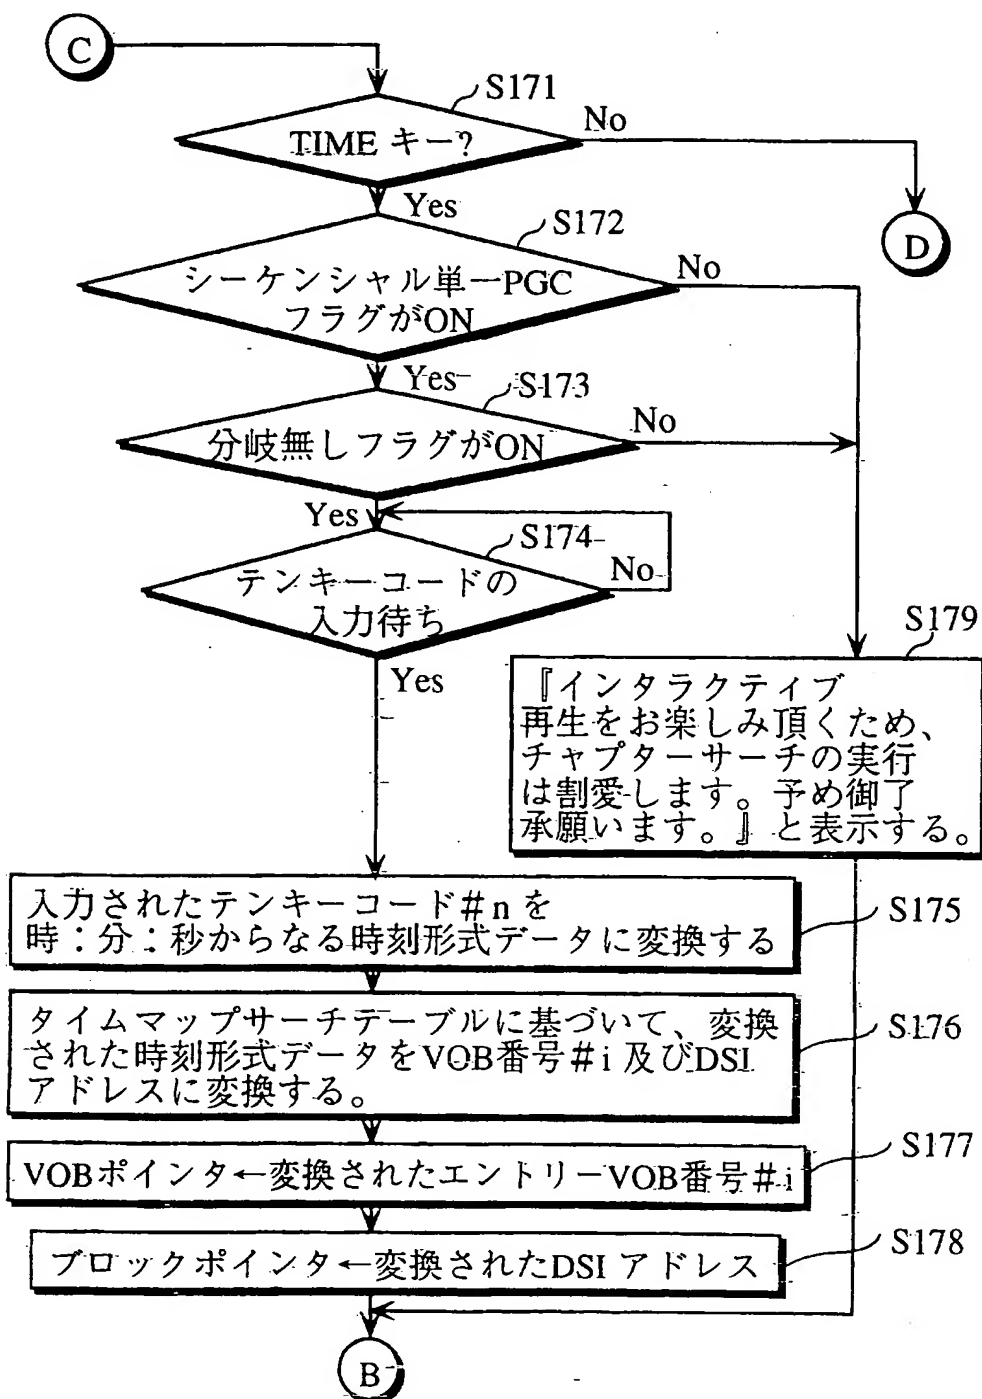 C
S171
TIME キー?
No
Yes
D
S172
シーケンシャル単一PGC
フラグがON
No
Yes
S173
分岐無しフラグがON
No
Yes
S174
テンキーコードの
入力待ち
No
Yes
S179
『インタラクティブ
再生をお楽しみ頂くため、
チャプターサーチの実行
は割愛します。予め御了
承願います。』と表示する。
入力されたテンキーコード#nを
時:分:秒からなる時刻形式データに変換する
S175
タイムマップサーチテーブルに基づいて、変換
された時刻形式データをVOB番号#i 及びDSI
アドレスに変換する。
S176
VOBポインタ←変換されたエントリーVOB番号#i
S177
ブロックポインタ←変換されたDSI アドレス
S178
B